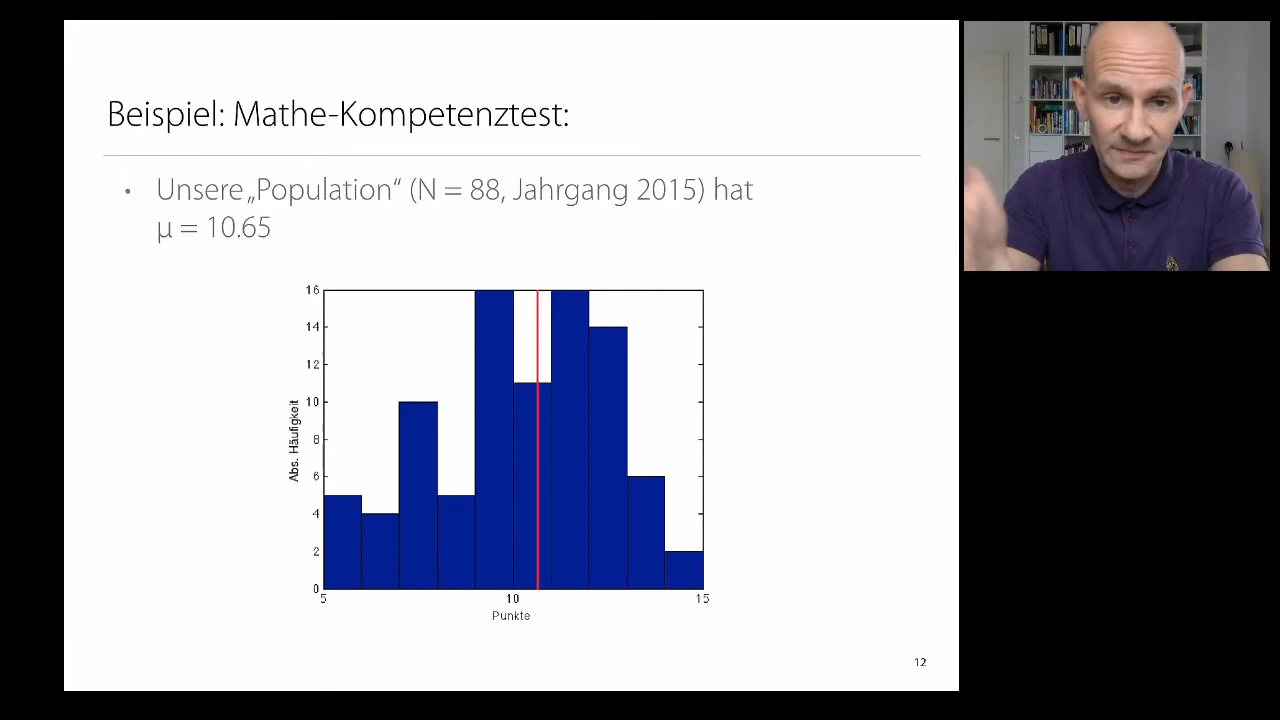 Beispiel: Mathe-Kompetenztest:
• Unsere „Population“ (N = 88, Jahrgang 2015) hat
μ = 10.65
16
14
12
10
8
6
4
2
0
Abs. Häufigkeit
5 10 15
Punkte
12